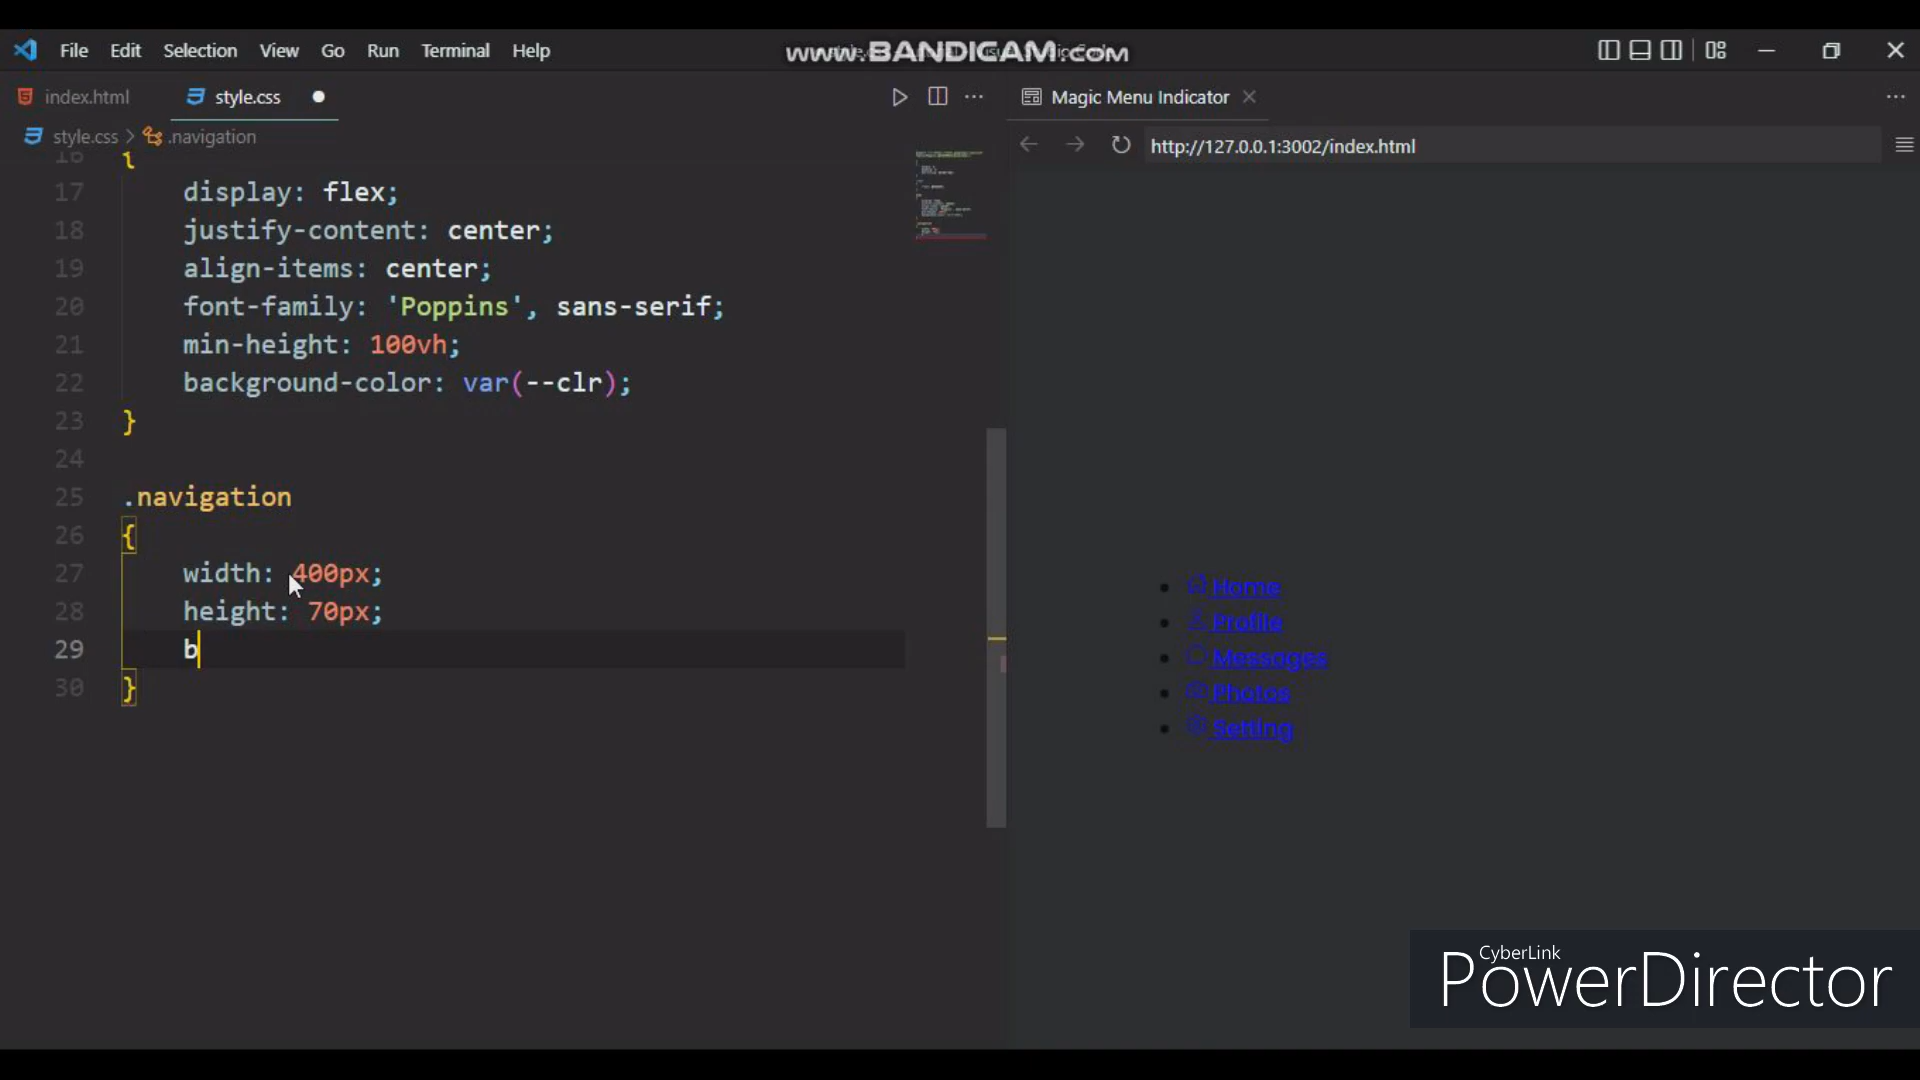 File Edit Selection View Go Run Terminal Help
www.BANDICAM.com
index.html style.css
Magic Menu Indicator
style.css > .navigation
http://127.0.0.1:3002/index.html
16 {
17 display: flex;
18 justify-content: center;
19 align-items: center;
20 font-family: 'Poppins', sans-serif;
21 min-height: 100vh;
22 background-color: var(--clr);
23 }
24
25 .navigation
26 {
27 width: 400px;
28 height: 70px;
29 b
30 }
Home
Profile
Messages
Photos
Setting
CyberLink
PowerDirector